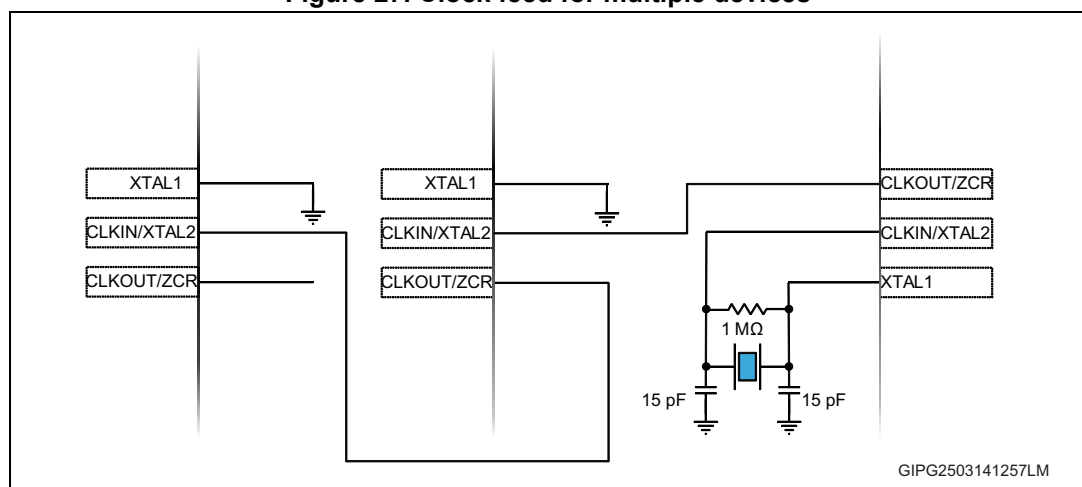 Figure Clock feed for multiple devices
XTAL1
CLKIN/XTAL2
CLKOUT/ZCR
XTAL1
CLKIN/XTAL2
CLKOUT/ZCR
CLKOUT/ZCR
CLKIN/XTAL2
XTAL1
1 MΩ
15 pF
15 pF
GIPG2503141257LM